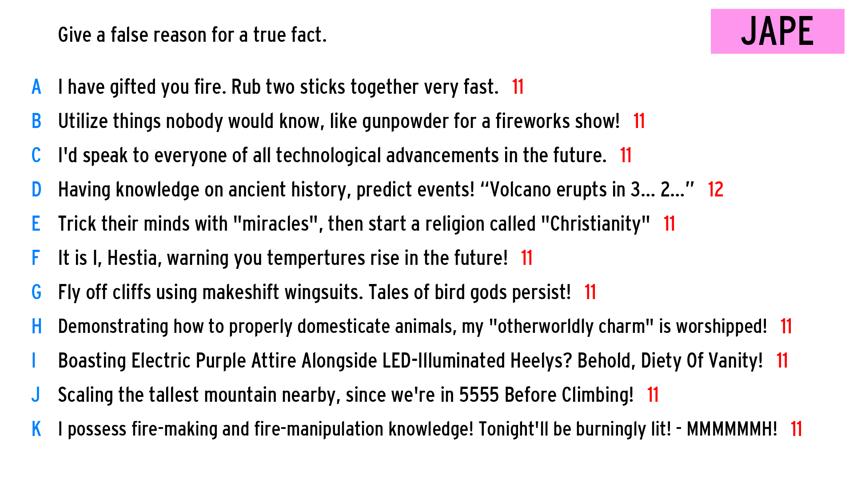 Give a false reason for a true fact.
JAPE
A I have gifted you fire. Rub two sticks together very fast. 11
B Utilize things nobody would know, like gunpowder for a fireworks show! 11
C I'd speak to everyone of all technological advancements in the future. 11
D Having knowledge on ancient history, predict events! “Volcano erupts in 3... 2...” 12
E Trick their minds with "miracles", then start a religion called "Christianity" 11
F It is I, Hestia, warning you tempertures rise in the future! 11
G Fly off cliffs using makeshift wingsuits. Tales of bird gods persist! 11
H Demonstrating how to properly domesticate animals, my "otherworldly charm" is worshipped! 11
I Boasting Electric Purple Attire Alongside LED-Illuminated Heelys? Behold, Diety Of Vanity! 11
J Scaling the tallest mountain nearby, since we're in 5555 Before Climbing! 11
K I possess fire-making and fire-manipulation knowledge! Tonight'll be burningly lit! - MMMMMMH! 11